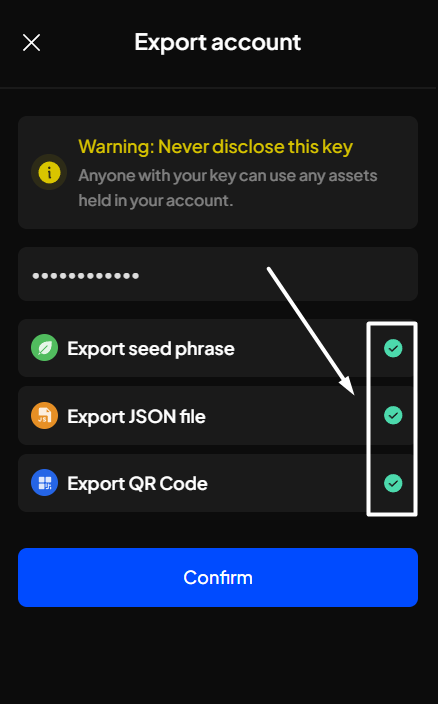 Export account
Warning: Never disclose this key
Anyone with your key can use any assets
held in your account.
••••••••••••
Export seed phrase
Export JSON file
Export QR Code
Confirm